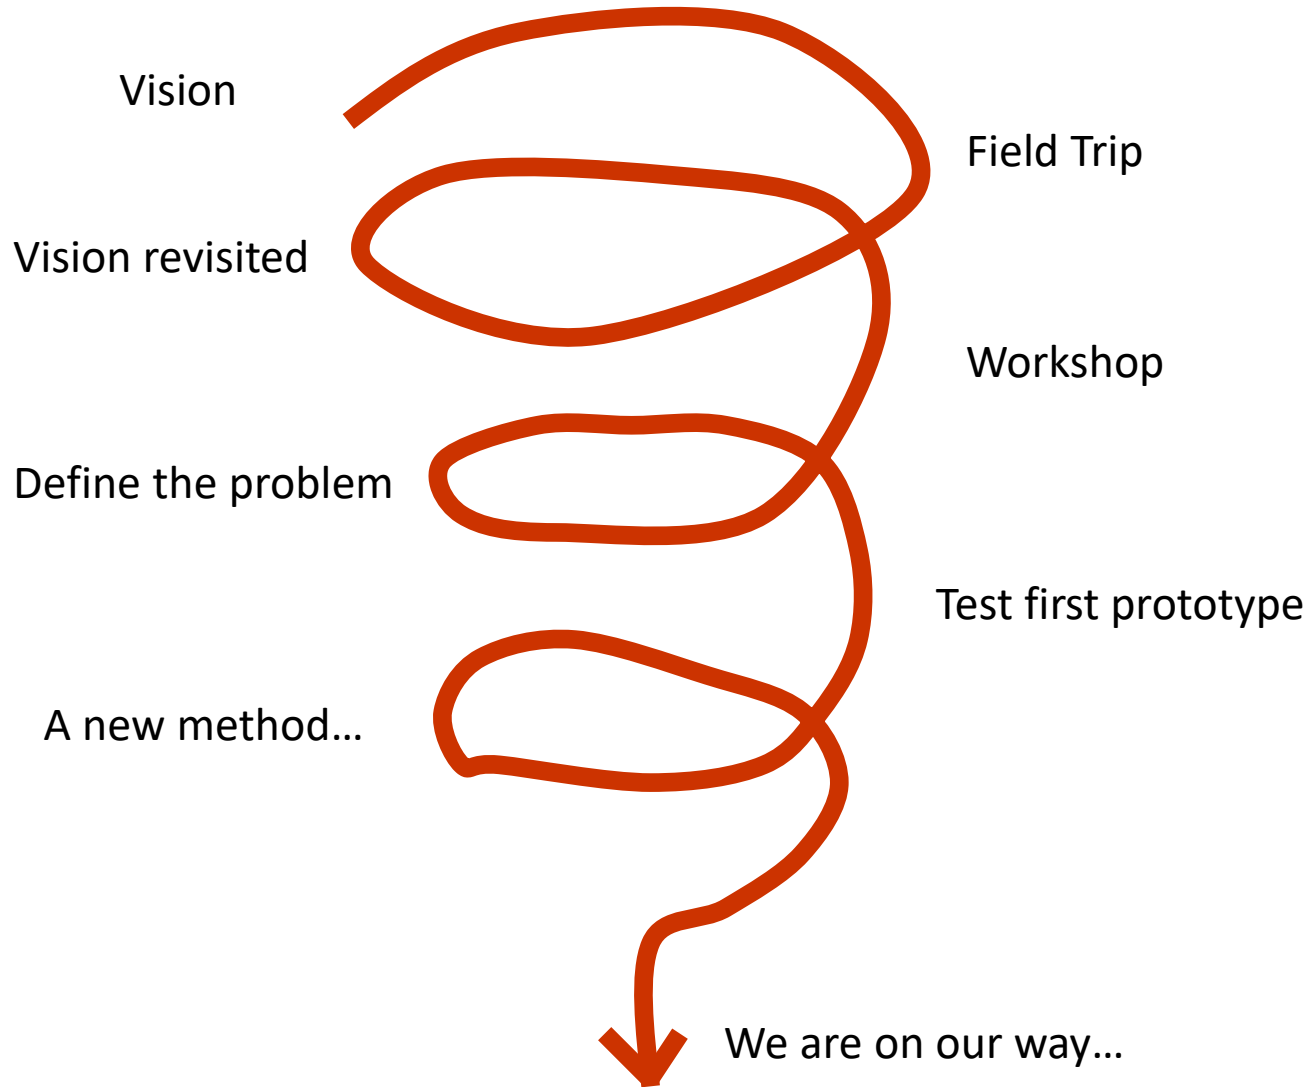 Vision
Field Trip
Vision revisited
Workshop
Define the problem
Test first prototype
A new method…
We are on our way…